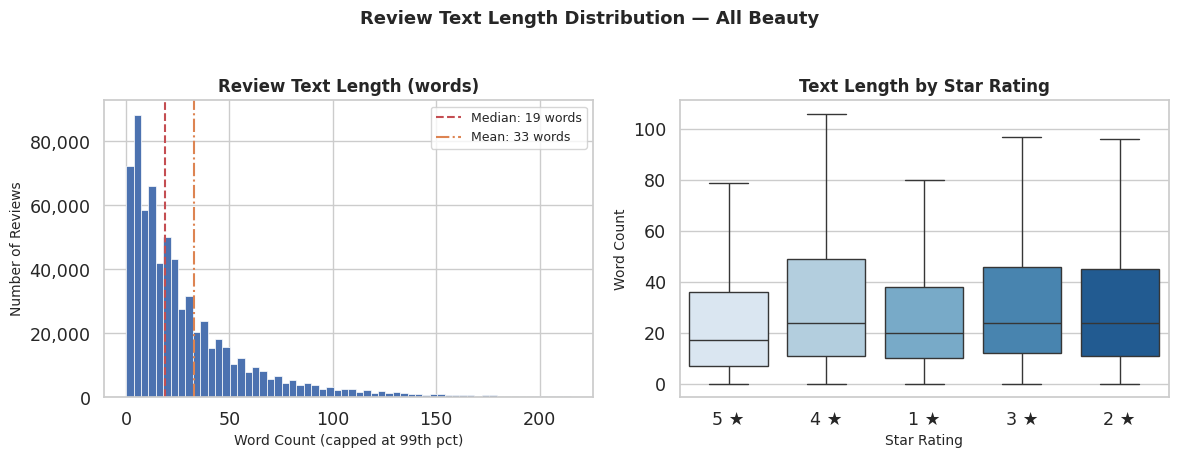 Review Text Length Distribution — All Beauty
Review Text Length (words)
Median: 19 words
Mean: 33 words
80,000
60,000
40,000
20,000
0
Number of Reviews
0 50 100 150 200
Word Count (capped at 99th pct)
Text Length by Star Rating
100
80
60
40
20
0
Word Count
5 ★ 4 ★ 1 ★ 3 ★ 2 ★
Star Rating